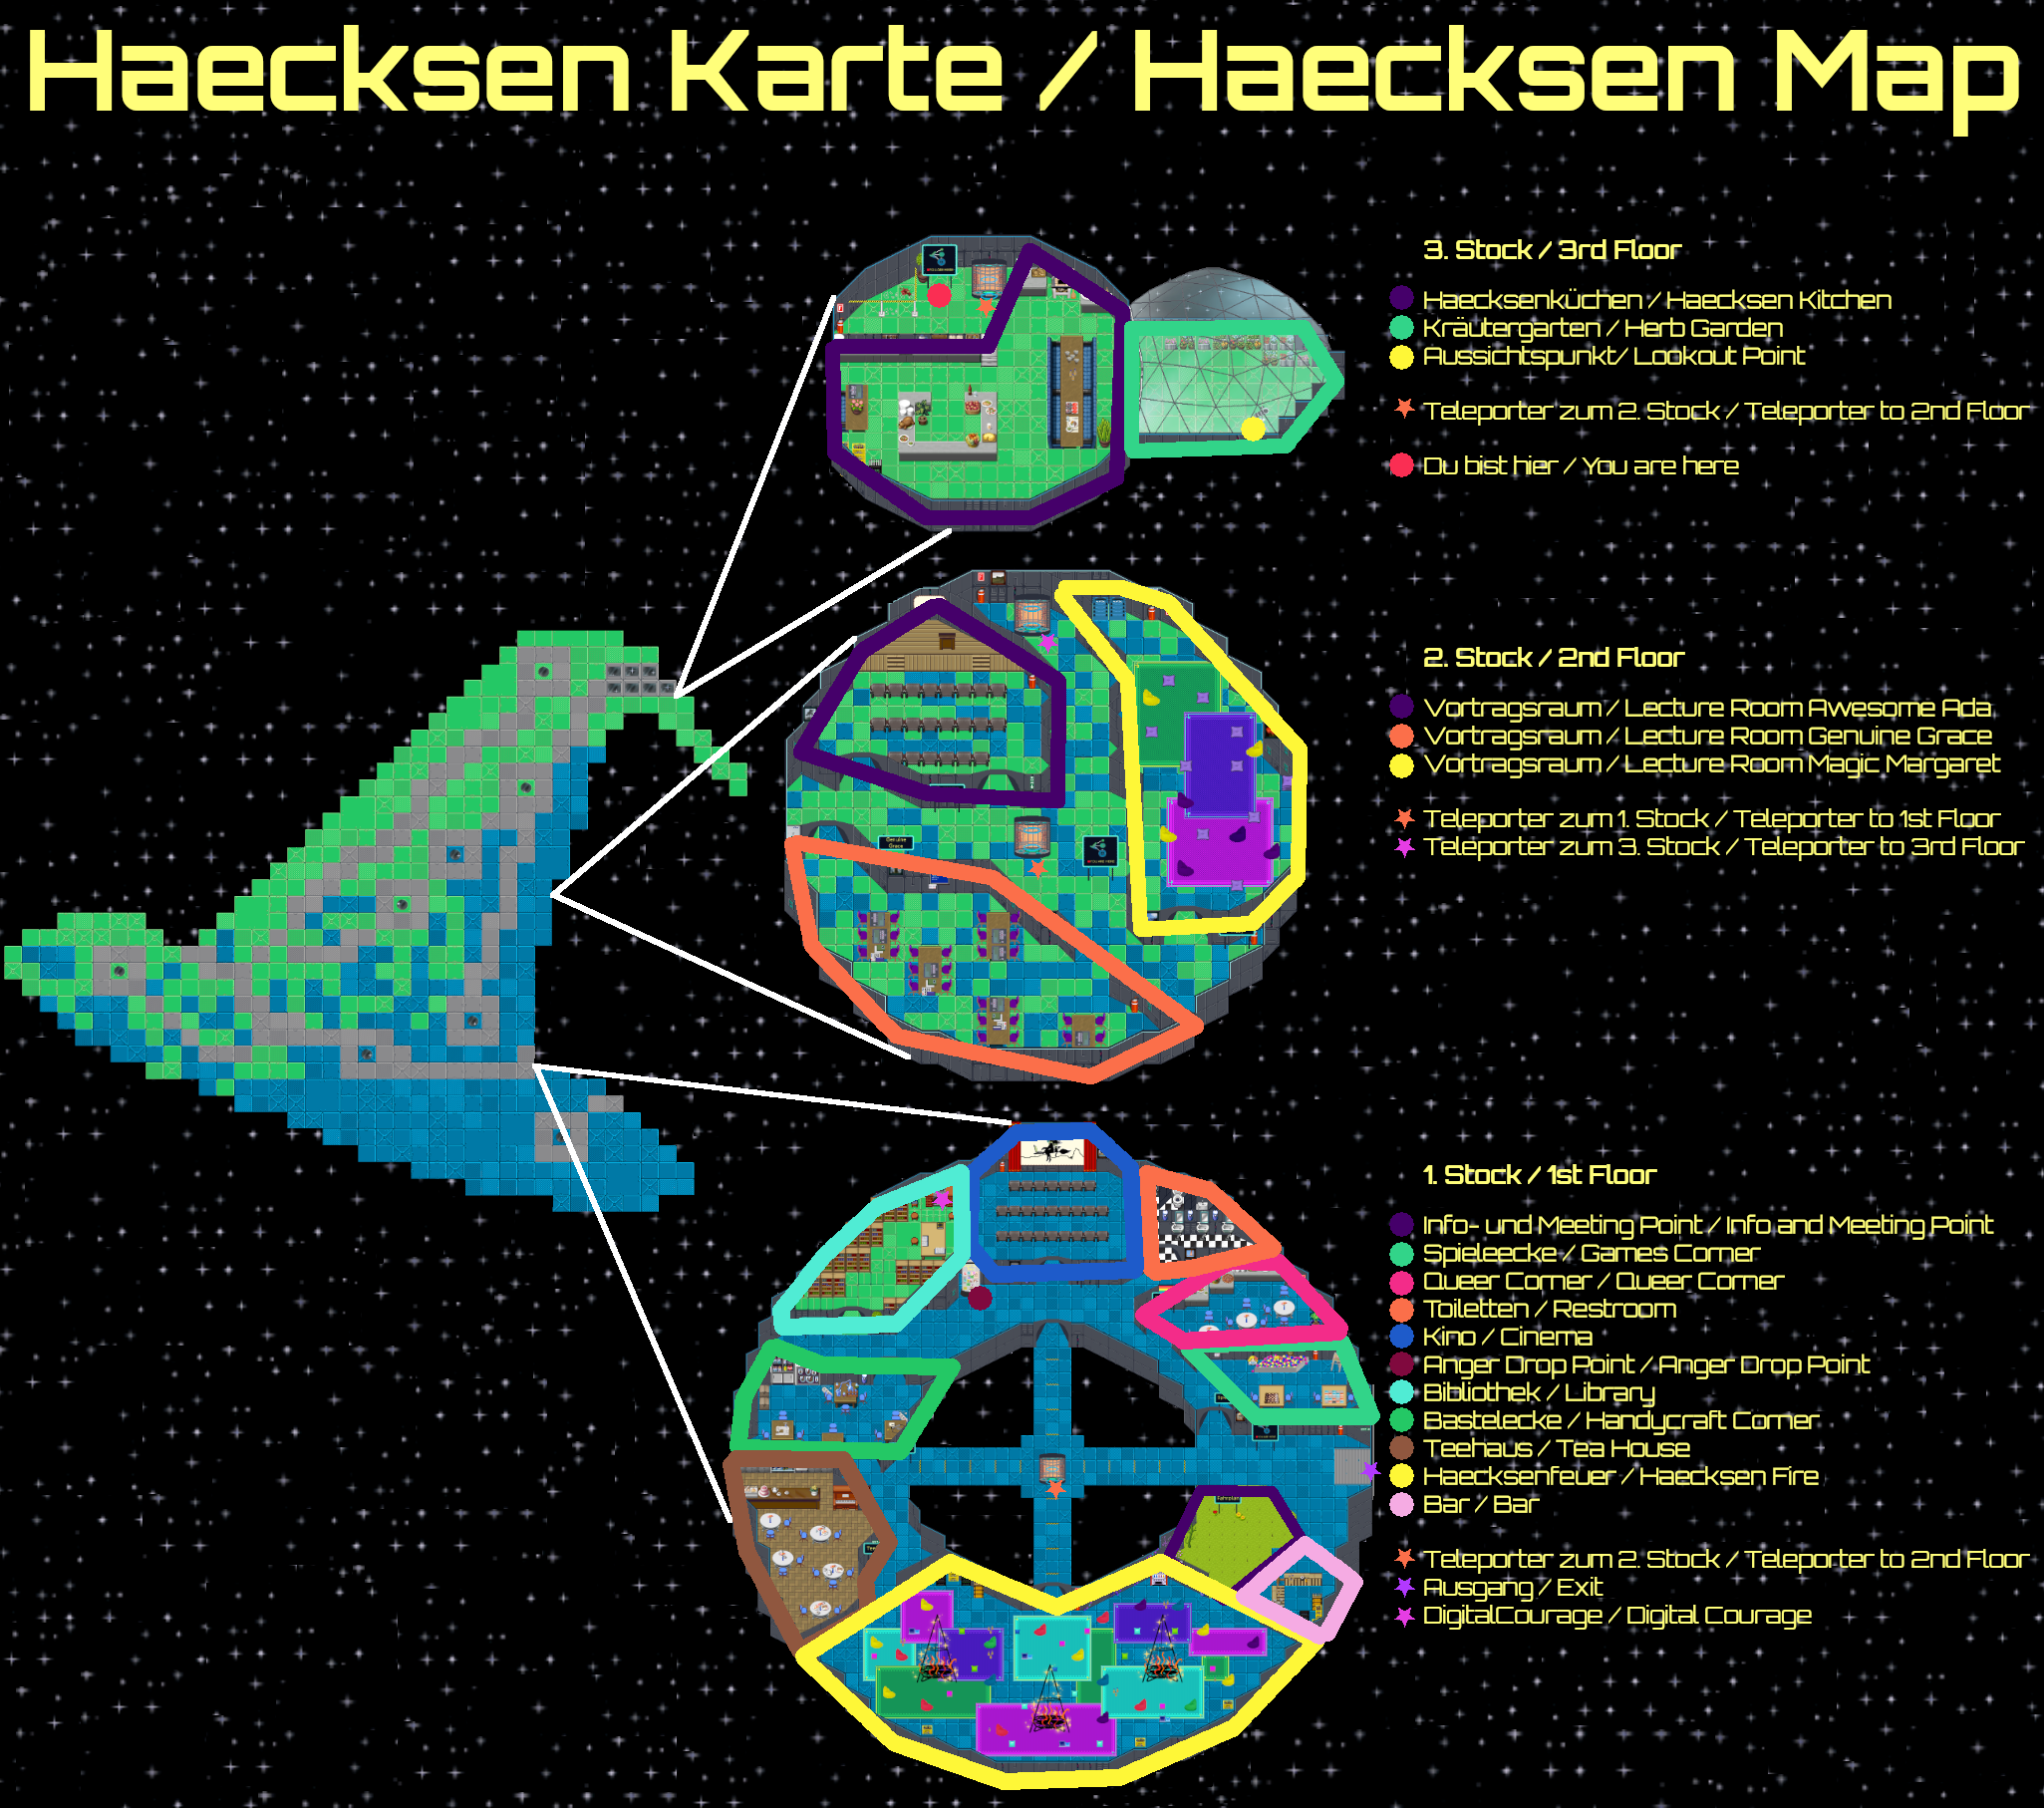 Haecksen Karte / Haecksen Map
3. Stock / 3rd Floor
Haecksenküchen / Haecksen Kitchen
Kräutergarten / Herb Garden
Aussichtspunkt/ Lookout Point
Teleporter zum 2. Stock / Teleporter to 2nd Floor
Du bist hier / You are here
2. Stock / 2nd Floor
Vortragsraum / Lecture Room Awesome Ada
Vortragsraum / Lecture Room Genuine Grace
Vortragsraum / Lecture Room Magic Margaret
Teleporter zum 1. Stock / Teleporter to 1st Floor
Teleporter zum 3. Stock / Teleporter to 3rd Floor
Genuine
Grace
1. Stock / 1st Floor
Info- und Meeting Point / Info and Meeting Point
Spieleecke / Games Corner
Queer Corner / Queer Corner
Toiletten / Restroom
Kino / Cinema
Anger Drop Point / Anger Drop Point
Bibliothek / Library
Bastelecke / Handycraft Corner
Teehaus / Tea House
Haecksenfeuer / Haecksen Fire
Bar / Bar
Teleporter zum 2. Stock / Teleporter to 2nd Floor
Ausgang / Exit
DigitalCourage / Digital Courage
Fahrplan